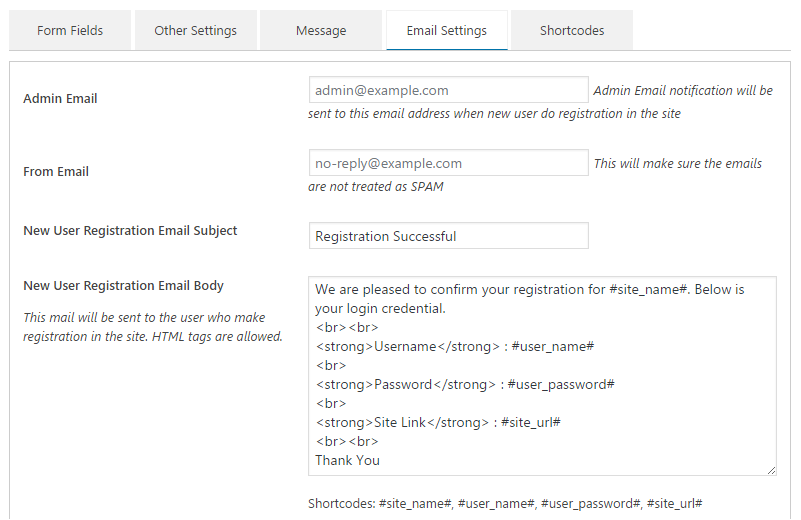 Form Fields
Other Settings
Message
Email Settings
Shortcodes
Admin Email
admin@example.com Admin Email notification will be
sent to this email address when new user do registration in the site
From Email
no-reply@example.com This will make sure the emails
are not treated as SPAM
New User Registration Email Subject
Registration Successful
New User Registration Email Body
This mail will be sent to the user who make
registration in the site. HTML tags are allowed.
We are pleased to confirm your registration for #site_name#. Below is
your login credential.
<br><br>
<strong>Username</strong> : #user_name#
<br>
<strong>Password</strong> : #user_password#
<br>
<strong>Site Link</strong> : #site_url#
<br><br>
Thank You
Shortcodes: #site_name#, #user_name#, #user_password#, #site_url#